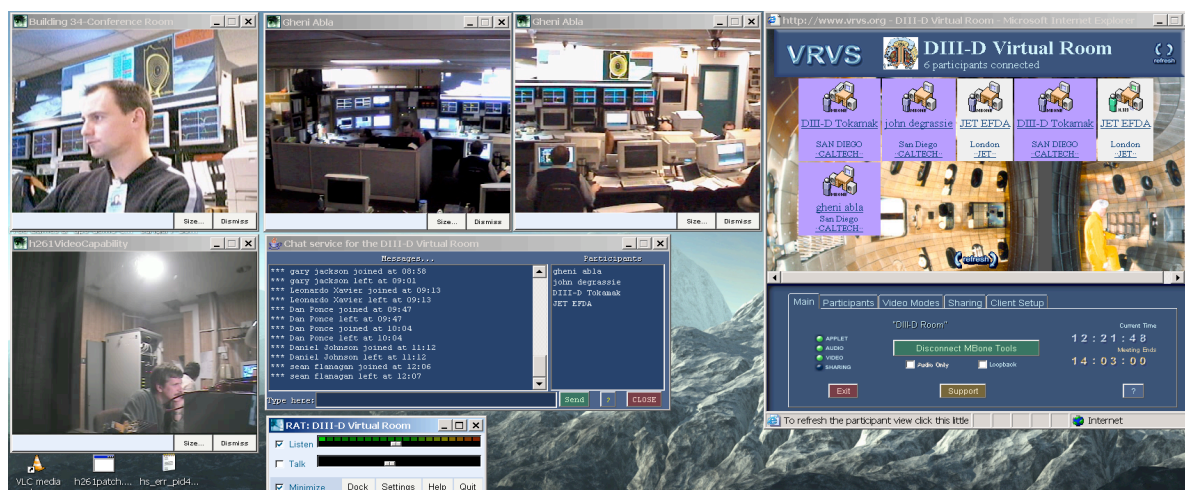 Building 34-Conference Room
Gheni Abla
Gheni Abla
http://www.vrvs.org - DIII-D Virtual Room - Microsoft Internet Explorer
VRVS
DIII-D Virtual Room
6 participants connected
refresh
DIII-D Tokamak
john degrassie
JET EFDA
DIII-D Tokamak
JET EFDA
SAN DIEGO
San Diego
London
SAN DIEGO
London
-CALTECH-
-CALTECH-
-JET-
-CALTECH-
-JET-
gheni abla
San Diego
-CALTECH-
refresh
Size... Dismiss
Size... Dismiss
Size... Dismiss
h261VideoCapability
Size... Dismiss
Chat service for the DIII-D Virtual Room
Messages...
Participants
*** gary jackson joined at 08:58
*** gary jackson left at 09:01
*** Leonardo Xavier joined at 09:13
*** Leonardo Xavier left at 09:13
*** Dan Ponce joined at 09:47
*** Dan Ponce left at 09:47
*** Dan Ponce joined at 10:04
*** Dan Ponce left at 10:04
*** Daniel Johnson joined at 11:12
*** Daniel Johnson left at 11:12
*** sean flanagan joined at 12:06
*** sean flanagan left at 12:07
gheni abla
john degrassie
DIII-D Tokamak
JET EFDA
Type here:
Send
?
CLOSE
Main Participants Video Modes Sharing Client Setup
"DIII-D Room"
APPLET
AUDIO
VIDEO
SHARING
Disconnect MBone Tools
Audio Only
Loopback
Current Time
12:21:48
Meeting Ends
14:03:00
Exit
Support
?
To refresh the participant view click this little
Internet
RAT: DIII-D Virtual Room
Listen
Talk
Minimize
Dock Settings Help Quit
VLC media
h261patch....
hs_err_pid4...